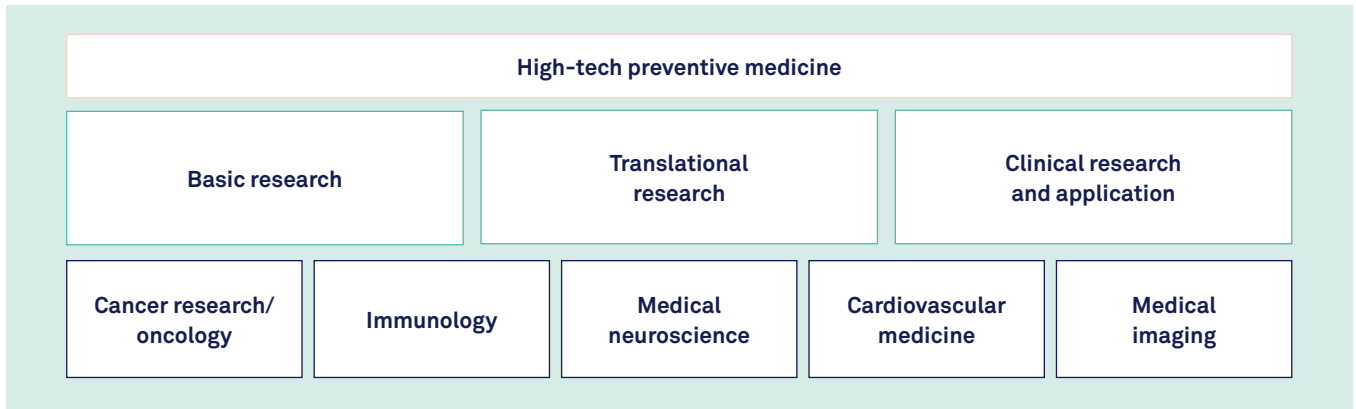 High-tech preventive medicine
Basic research
Translational
research
Clinical research
and application
Cancer research/
oncology
Immunology
Medical
neuroscience
Cardiovascular
medicine
Medical
imaging